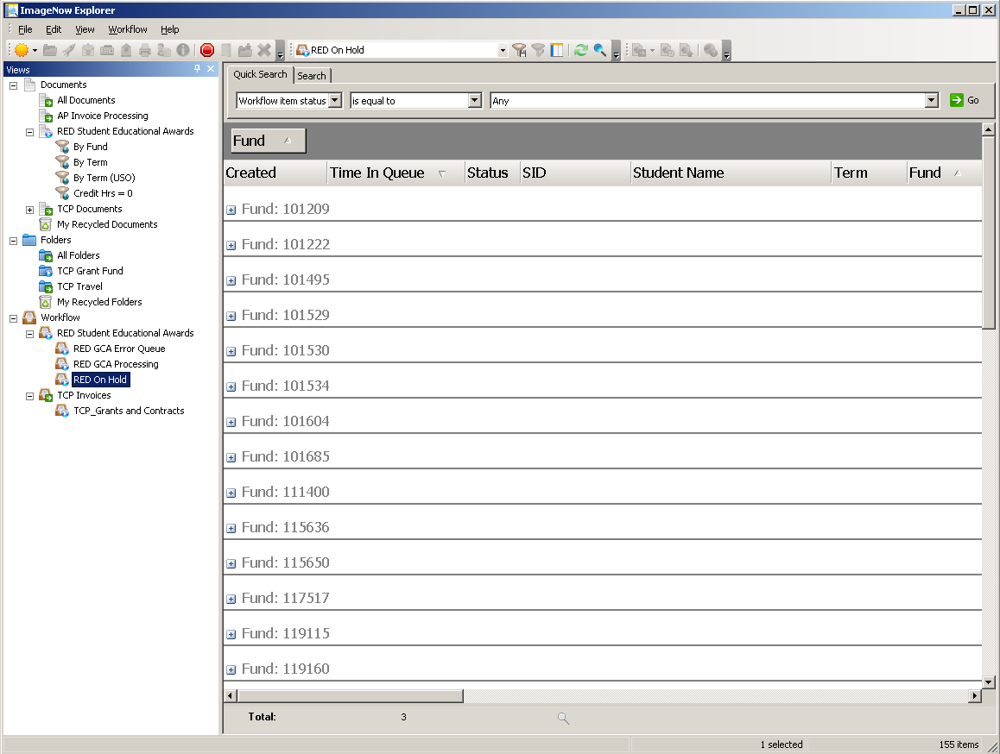 ImageNow Explorer
File Edit View Workflow Help
RED On Hold
Views
Documents
All Documents
AP Invoice Processing
RED Student Educational Awards
By Fund
By Term
By Term (USO)
Credit Hrs = 0
TCP Documents
My Recycled Documents
Folders
All Folders
TCP Grant Fund
TCP Travel
My Recycled Folders
Workflow
RED Student Educational Awards
RED GCA Error Queue
RED GCA Processing
RED On Hold
TCP Invoices
TCP_Grants and Contracts
Quick Search Search
Workflow item status is equal to Any Go
Fund
Created Time In Queue Status SID Student Name Term Fund
Fund: 101209
Fund: 101222
Fund: 101495
Fund: 101529
Fund: 101530
Fund: 101534
Fund: 101604
Fund: 101685
Fund: 111400
Fund: 115636
Fund: 115650
Fund: 117517
Fund: 119115
Fund: 119160
Total: 3
1 selected 155 items